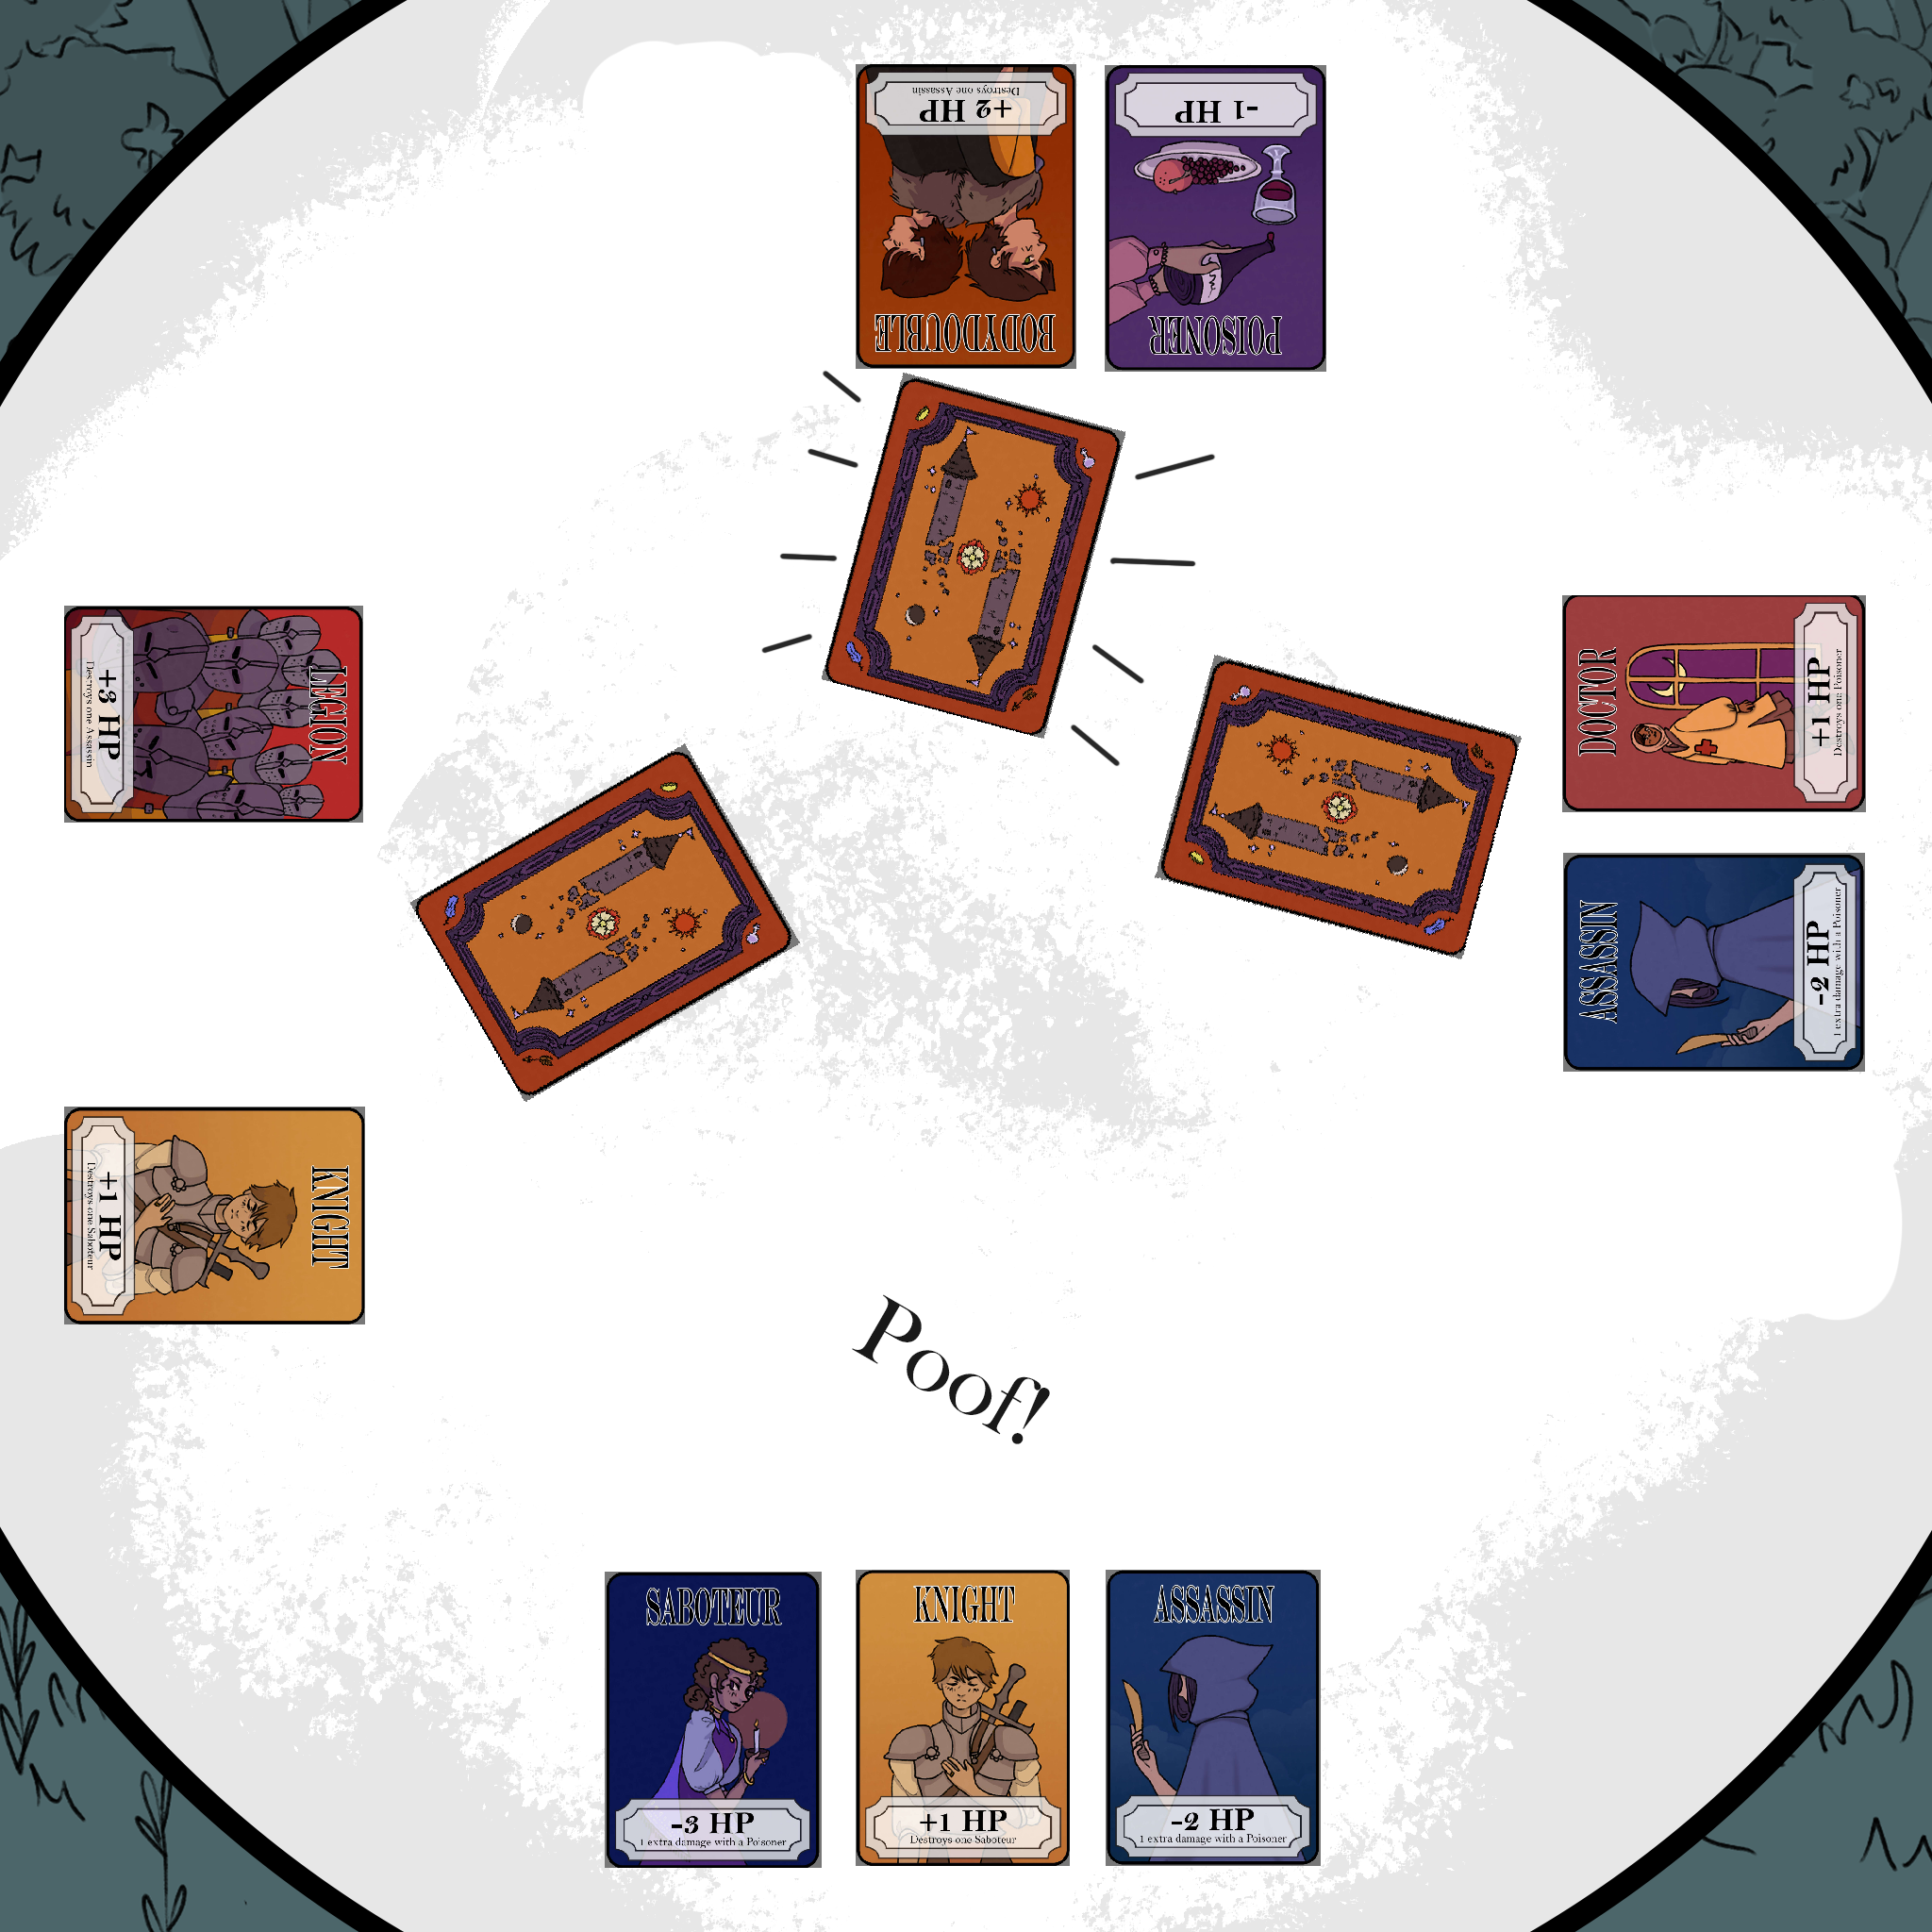 Destroys one Assassin
+2 HP
BODYDOUBLE
-1 HP
POISONER
LEGION
+3 HP
Destroys one Assassin
DOCTOR
+1 HP
Destroys one Poisoner
ASSASSIN
-2 HP
1 extra damage with a Poisoner
KNIGHT
+1 HP
Destroys one Saboteur
Poof!
SABOTEUR
-3 HP
1 extra damage with a Poisoner
KNIGHT
+1 HP
Destroys one Saboteur
ASSASSIN
-2 HP
1 extra damage with a Poisoner